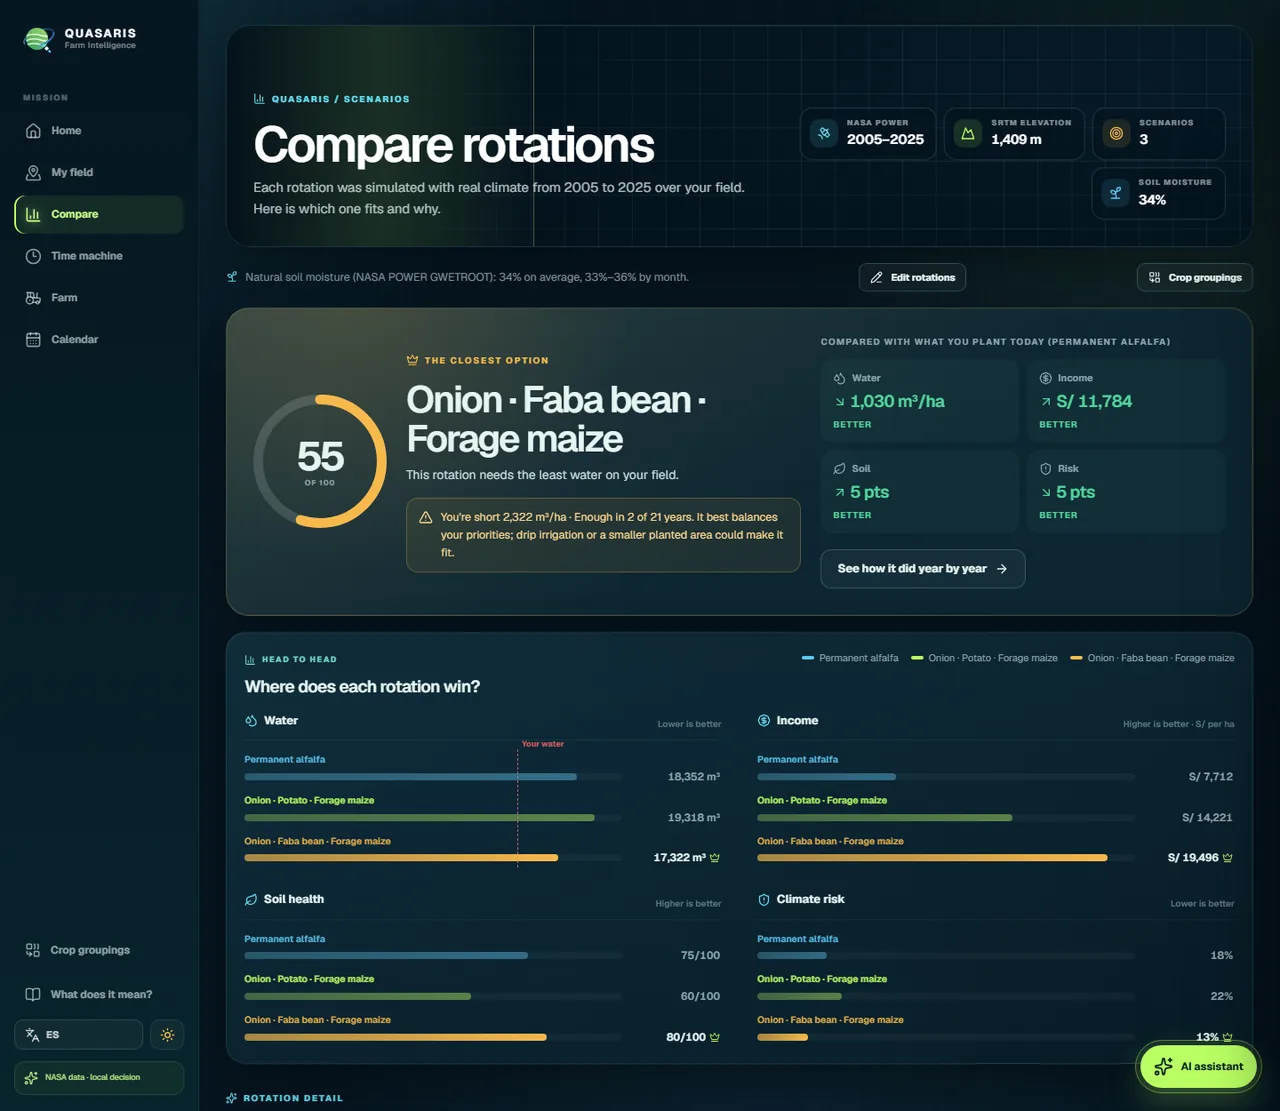 QUASARIS
Farm Intelligence
MISSION
Home
My field
Compare
Time machine
Farm
Calendar
Crop groupings
What does it mean?
ES
NASA data · local decision
QUASARIS / SCENARIOS
Compare rotations
Each rotation was simulated with real climate from 2005 to 2025 over your field.
Here is which one fits and why.
NASA POWER
2005–2025
SRTM ELEVATION
1,409 m
SCENARIOS
3
SOIL MOISTURE
34%
Natural soil moisture (NASA POWER GWETROOT): 34% on average, 33%–36% by month.
Edit rotations
Crop groupings
55
OF 100
THE CLOSEST OPTION
Onion · Faba bean ·
Forage maize
This rotation needs the least water on your field.
You're short 2,322 m³/ha · Enough in 2 of 21 years. It best balances
your priorities; drip irrigation or a smaller planted area could make it
fit.
COMPARED WITH WHAT YOU PLANT TODAY (PERMANENT ALFALFA)
Water
↘ 1,030 m³/ha
BETTER
Income
↗ S/ 11,784
BETTER
Soil
↗ 5 pts
BETTER
Risk
↘ 5 pts
BETTER
See how it did year by year →
HEAD TO HEAD
Permanent alfalfa
Onion · Potato · Forage maize
Onion · Faba bean · Forage maize
Where does each rotation win?
Water
Lower is better
Your water
Permanent alfalfa
18,352 m³
Onion · Potato · Forage maize
19,318 m³
Onion · Faba bean · Forage maize
17,322 m³
Income
Higher is better · S/ per ha
Permanent alfalfa
S/ 7,712
Onion · Potato · Forage maize
S/ 14,221
Onion · Faba bean · Forage maize
S/ 19,496
Soil health
Higher is better
Permanent alfalfa
75/100
Onion · Potato · Forage maize
60/100
Onion · Faba bean · Forage maize
80/100
Climate risk
Lower is better
Permanent alfalfa
18%
Onion · Potato · Forage maize
22%
Onion · Faba bean · Forage maize
13%
AI assistant
ROTATION DETAIL